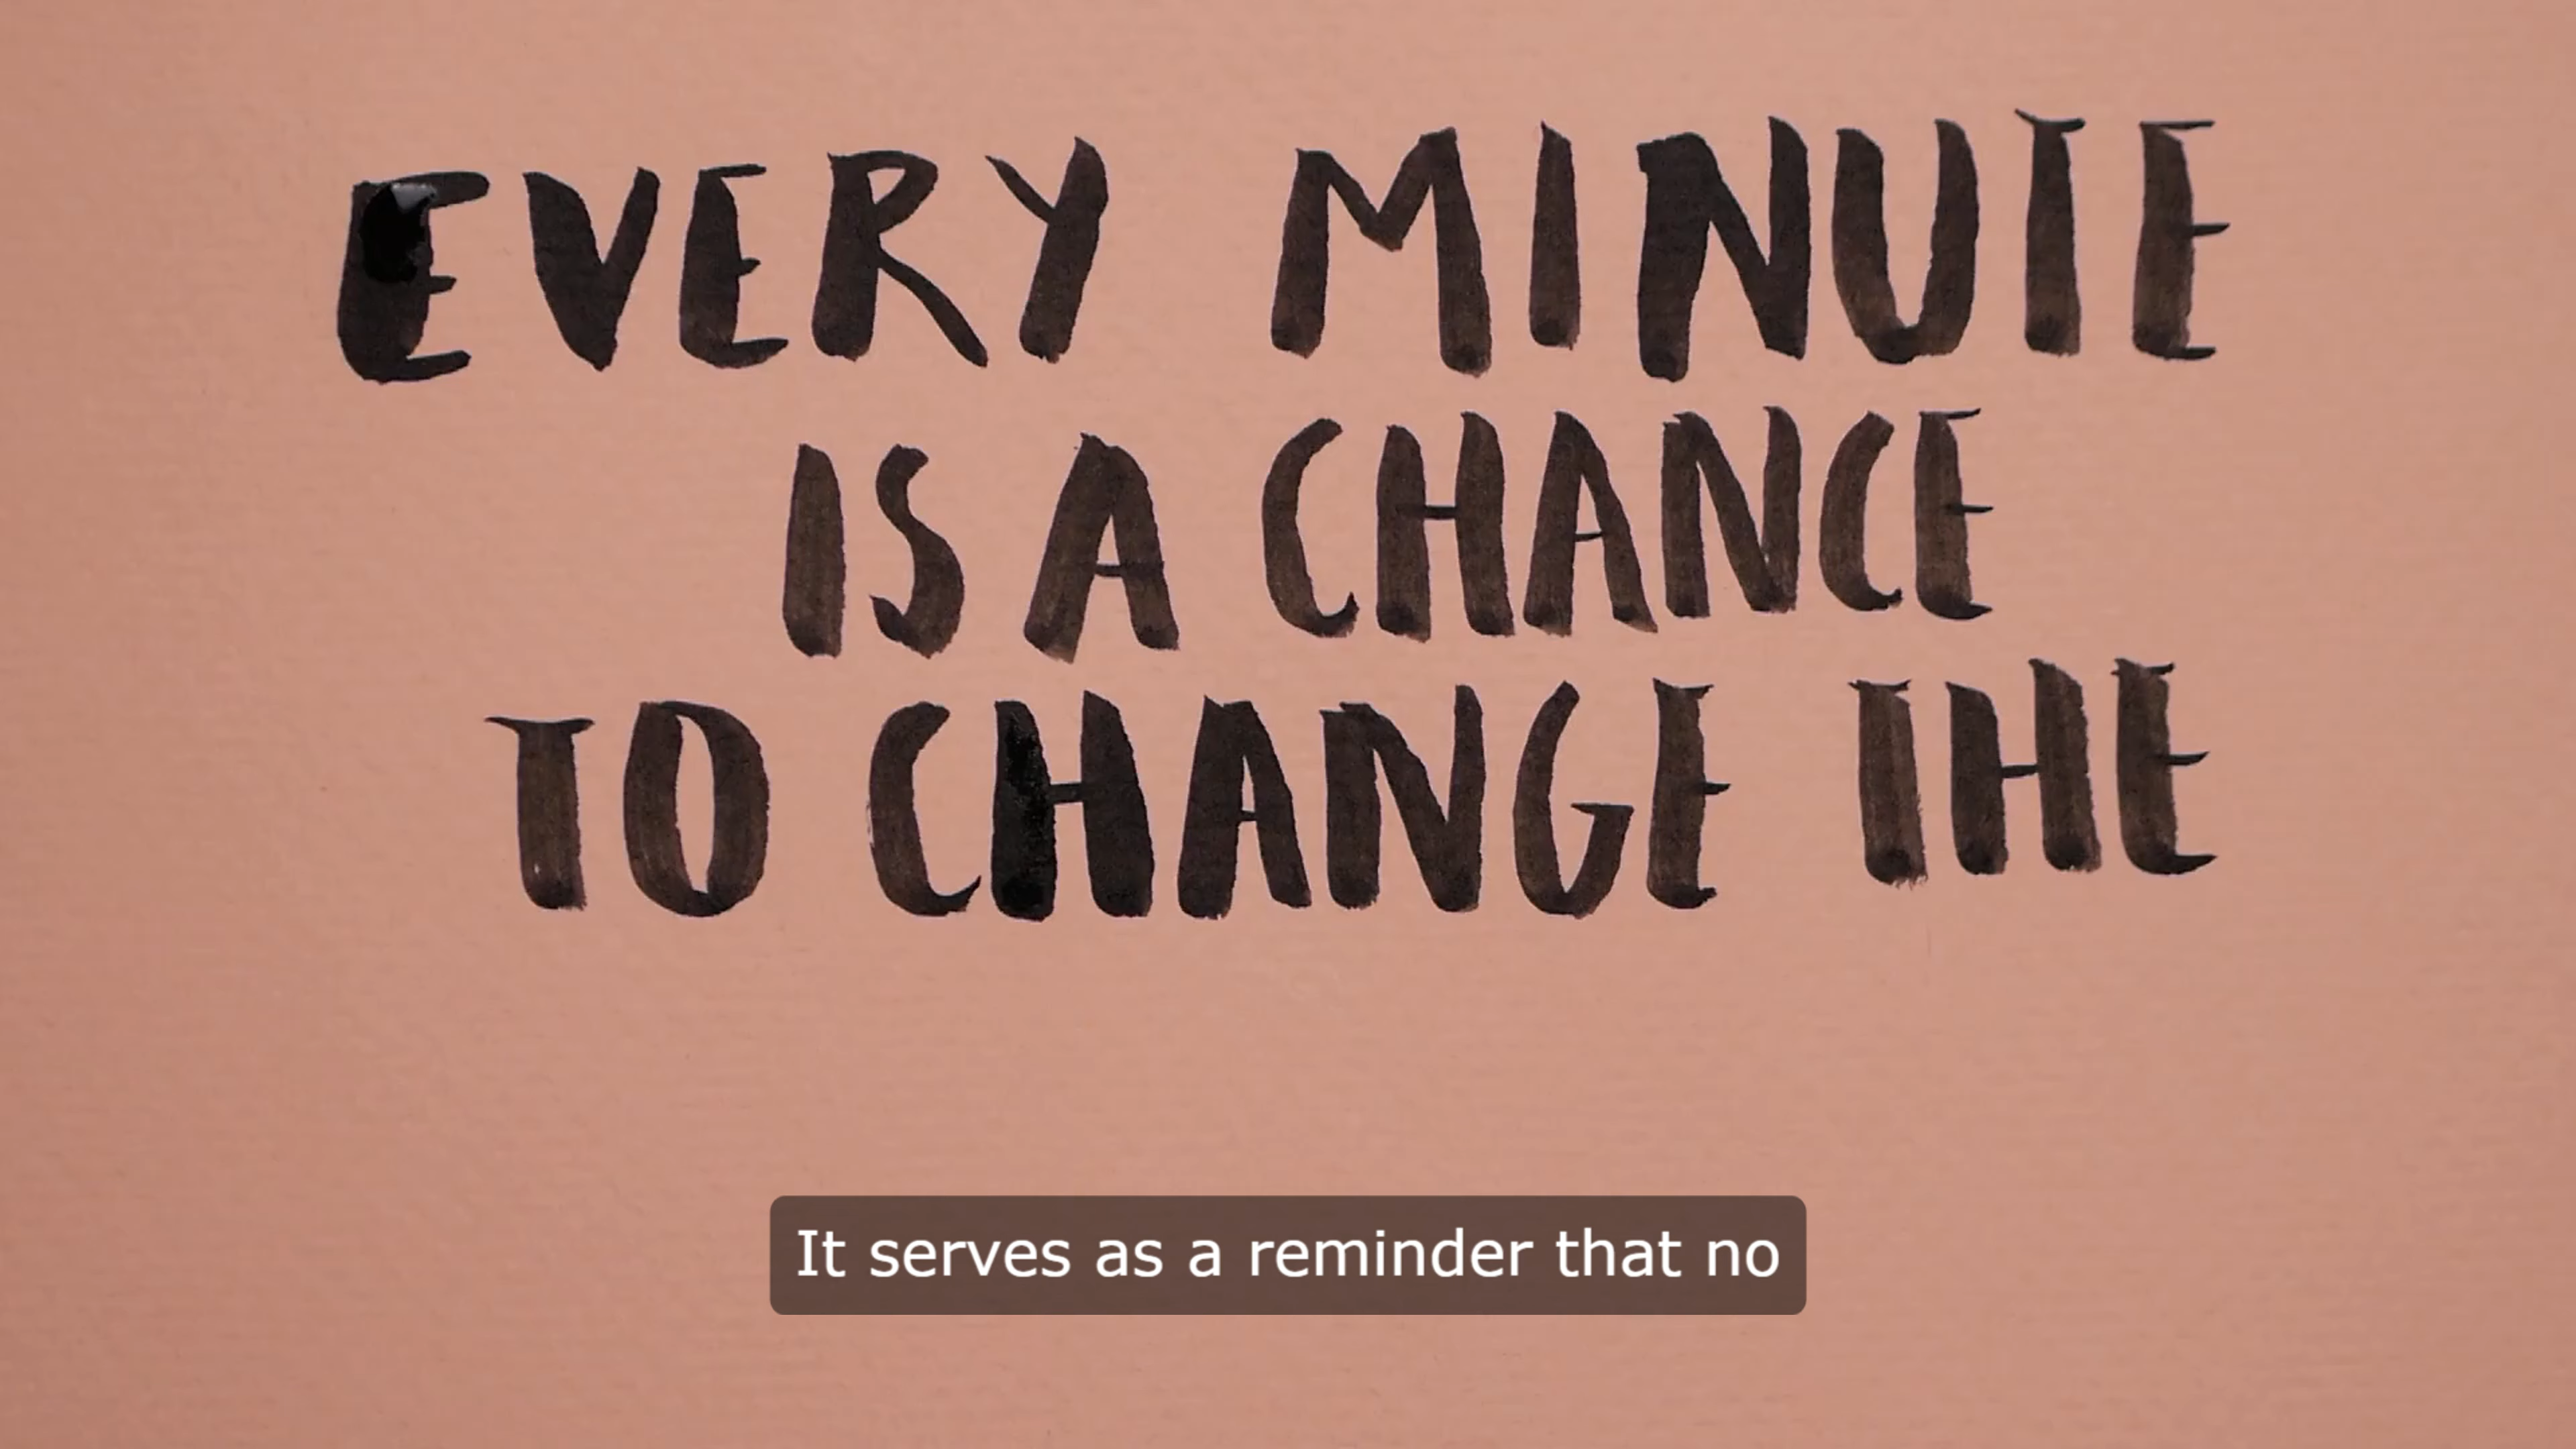 EVERY MINUTE
IS A CHANCE
TO CHANGE THE
It serves as a reminder that no